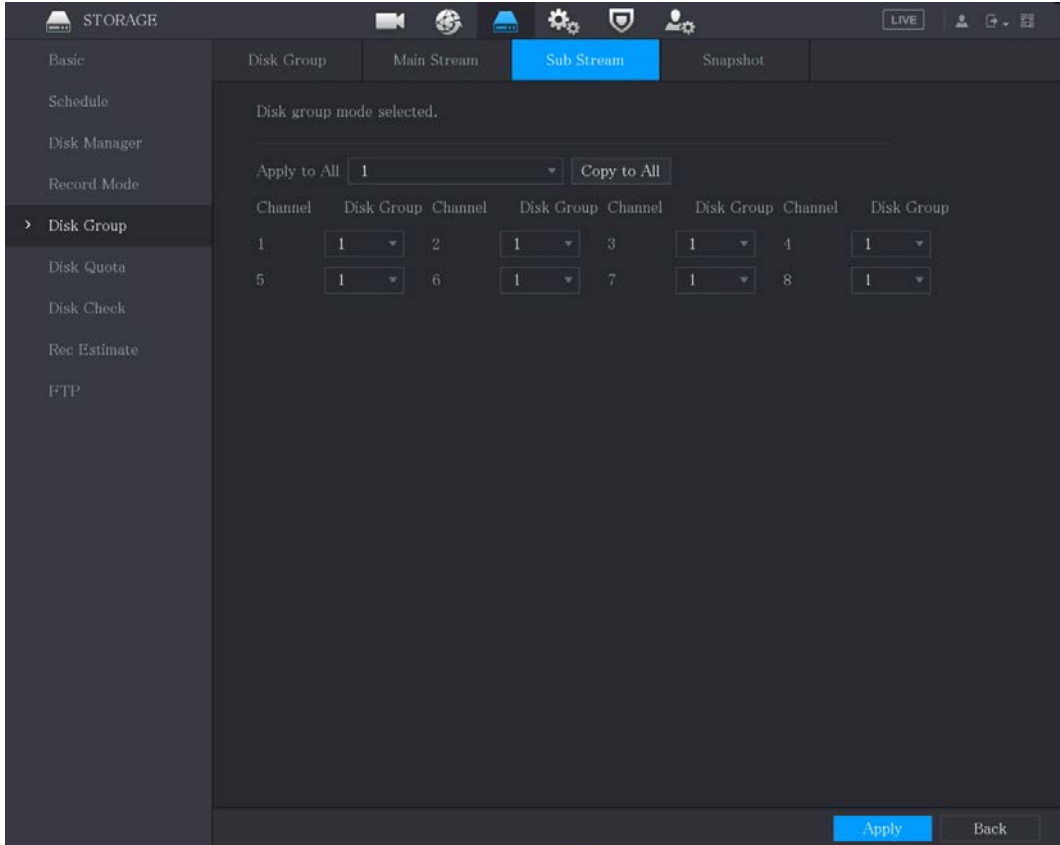 STORAGE LIVE
Basic
Schedule
Disk Manager
Record Mode
Disk Group
Disk Quota
Disk Check
Rec Estimate
FTP
Disk Group Main Stream Sub Stream Snapshot
Disk group mode selected.
Apply to All 1 Copy to All
Channel Disk Group Channel Disk Group Channel Disk Group Channel Disk Group
1 1 2 1 3 1 4 1
5 1 6 1 7 1 8 1
Apply Back